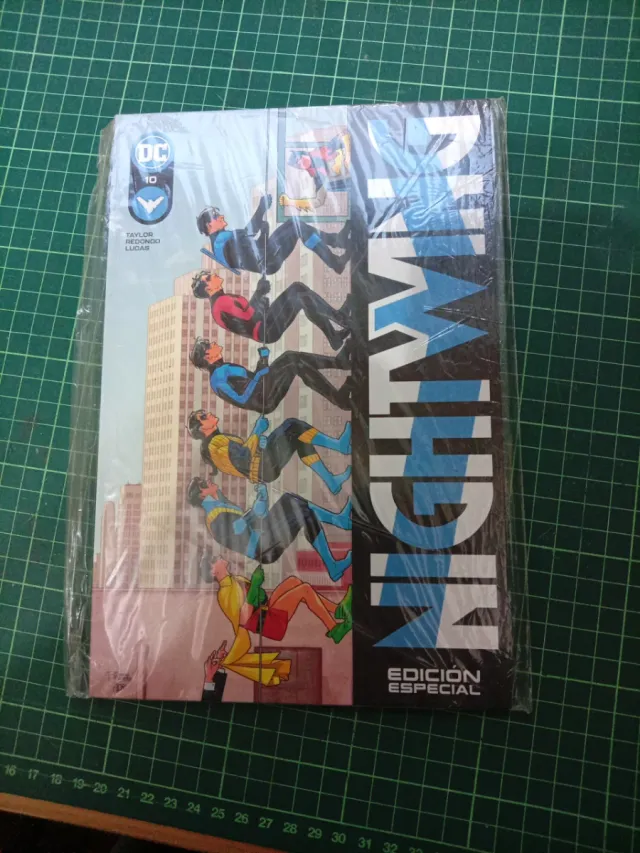 DC
10
TAYLOR
REDONDO
LUCAS
NIGHTWING
EDICIÓN
ESPECIAL
16 17 18 19 20 21 22 23 24 25 26 27 28 29 30 31 32